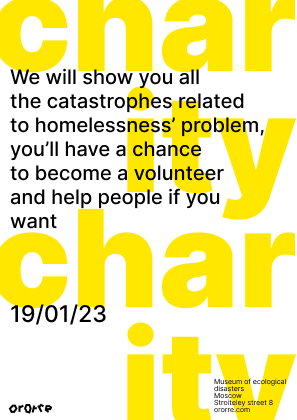 char
ity
char
ity
We will show you all
the catastrophes related
to homelessness’ problem,
you’ll have a chance
to become a volunteer
and help people if you
want
19/01/23
ororre
Museum of ecological
disasters
Moscow
Stroiteley street 8
ororre.com